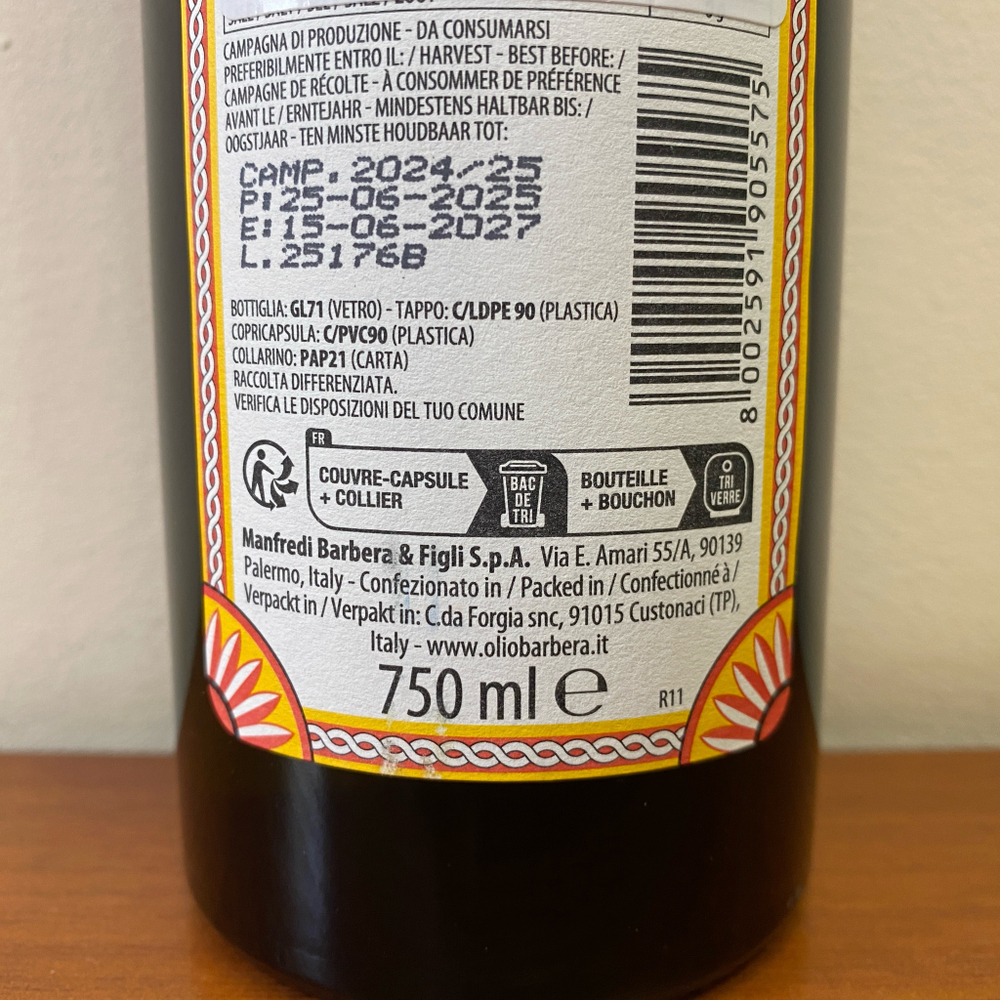 CAMPAGNA DI PRODUZIONE - DA CONSUMARSI
PREFERIBILMENTE ENTRO IL: / HARVEST - BEST BEFORE: /
CAMPAGNE DE RÉCOLTE - À CONSOMMER DE PRÉFÉRENCE
AVANT LE / ERNTEJAHR - MINDESTENS HALTBAR BIS: /
OOGSTJAAR - TEN MINSTE HOUDBAAR TOT:
CAMP. 2024/25
P: 25-06-2025
E: 15-06-2027
L. 25176B
8 002591 905575
BOTTIGLIA: GL71 (VETRO) - TAPPO: C/LDPE 90 (PLASTICA)
COPRICAPSULA: C/PVC90 (PLASTICA)
COLLARINO: PAP21 (CARTA)
RACCOLTA DIFFERENZIATA.
VERIFICA LE DISPOSIZIONI DEL TUO COMUNE
FR
COUVRE-CAPSULE
+ COLLIER
BAC
DE
TRI
BOUTEILLE
+ BOUCHON
TRI
VERRE
Manfredi Barbera & Figli S.p.A. Via E. Amari 55/A, 90139
Palermo, Italy - Confezionato in / Packed in / Confectionné à /
Verpackt in / Verpakt in: C.da Forgia snc, 91015 Custonaci (TP),
Italy - www.oliobarbera.it
750 ml e
R11